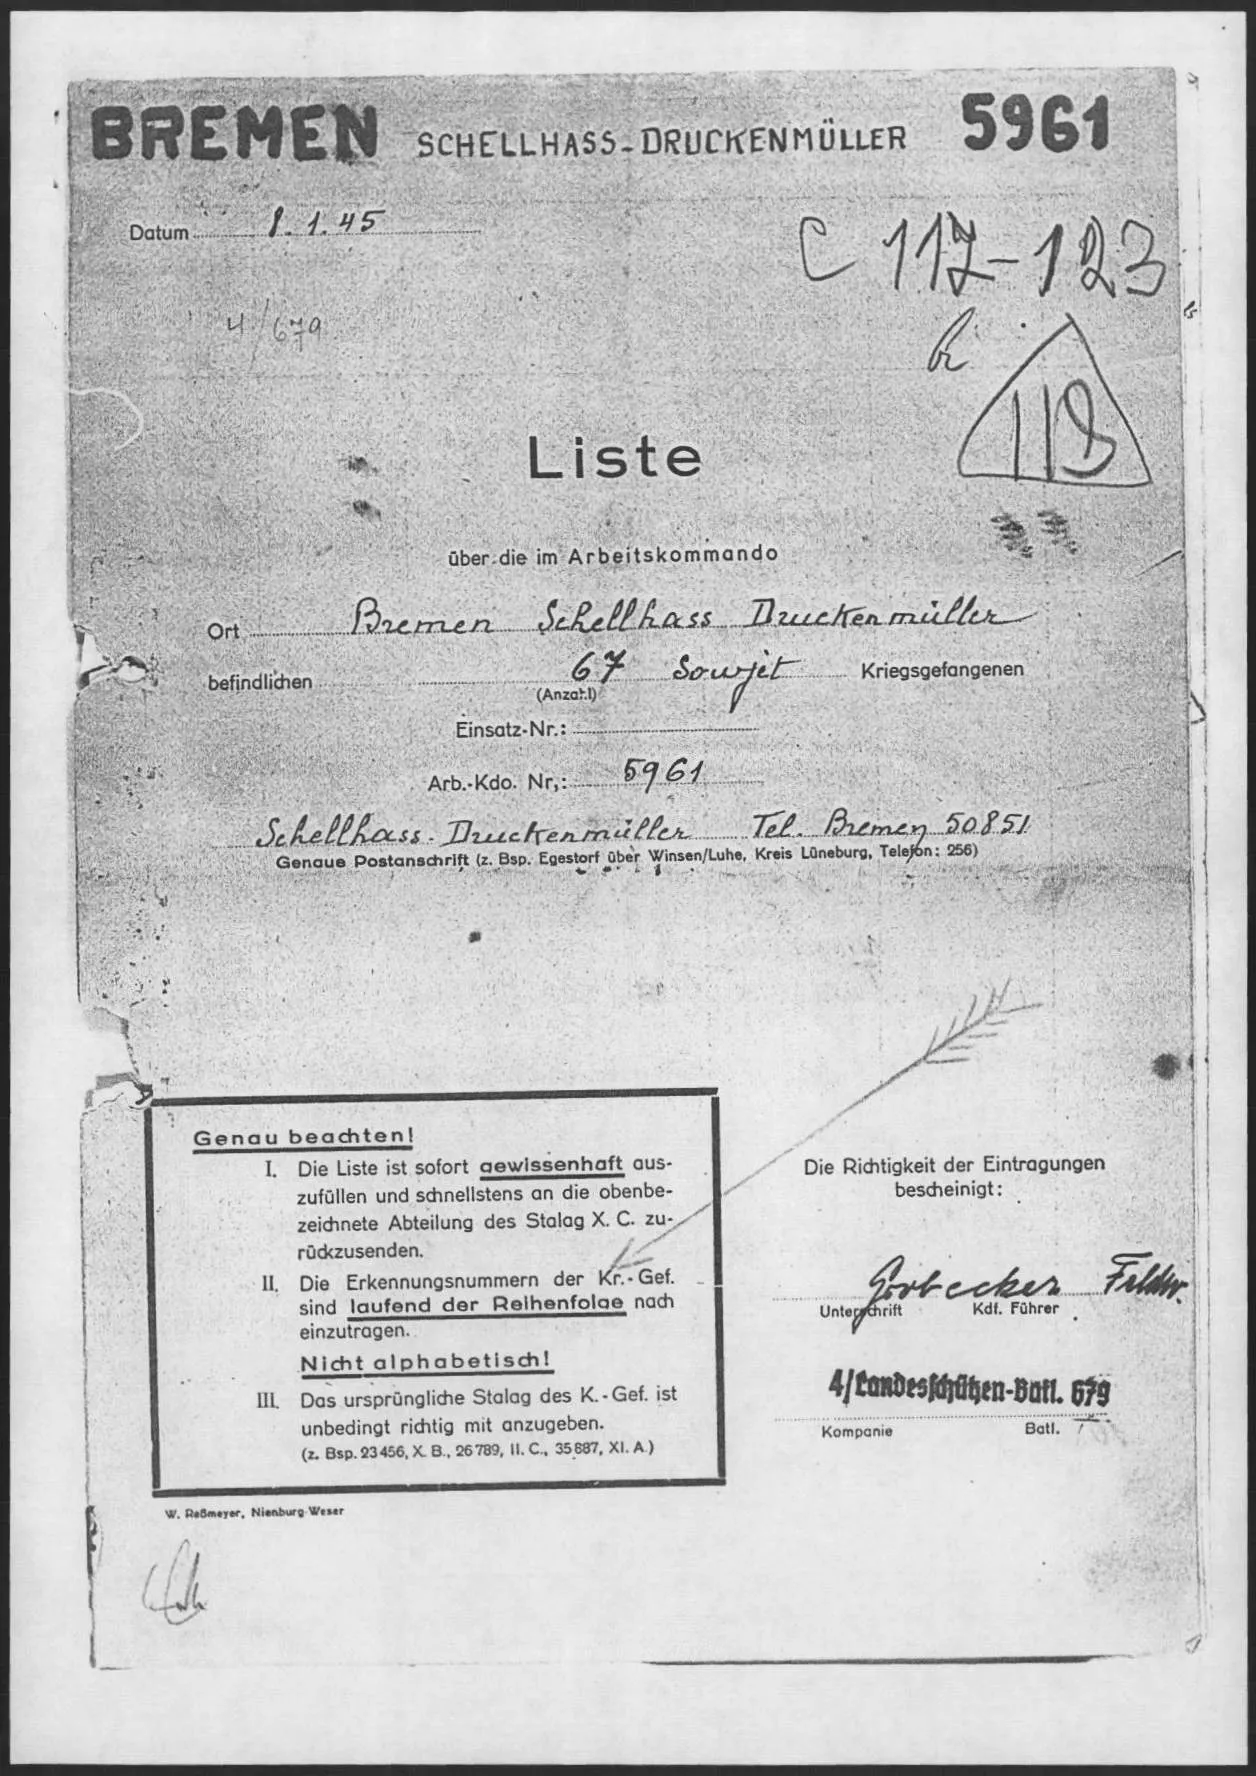 BREMEN SCHELLHASS-DRUCKENMÜLLER 5961
Datum 1.1.45
C 117-123
4/679
118
Liste
über die im Arbeitskommando
Ort Bremen Schellhass Druckenmüller
befindlichen 67 Sowjet Kriegsgefangenen
(Anzahl)
Einsatz-Nr.:
Arb.-Kdo. Nr,: 5961
Schellhass-Druckenmüller Tel. Bremen 50851
Genaue Postanschrift (z. Bsp. Egestorf über Winsen/Luhe, Kreis Lüneburg, Telefon: 256)
Genau beachten!
I. Die Liste ist sofort gewissenhaft aus-
zufüllen und schnellstens an die obenbe-
zeichnete Abteilung des Stalag X. C. zu-
rückzusenden.
II. Die Erkennungsnummern der Kr.-Gef.
sind laufend der Reihenfolge nach
einzutragen.
Nicht alphabetisch!
III. Das ursprüngliche Stalag des K.-Gef. ist
unbedingt richtig mit anzugeben.
(z. Bsp. 23456, X. B., 26789, II. C., 35887, XI. A.)
W. Reßmeyer, Nienburg-Weser
Die Richtigkeit der Eintragungen
bescheinigt:
Gorbecker Feldw.
Unterschrift Kdf. Führer
4/Landesschützen-Batl. 679
Kompanie Batl.